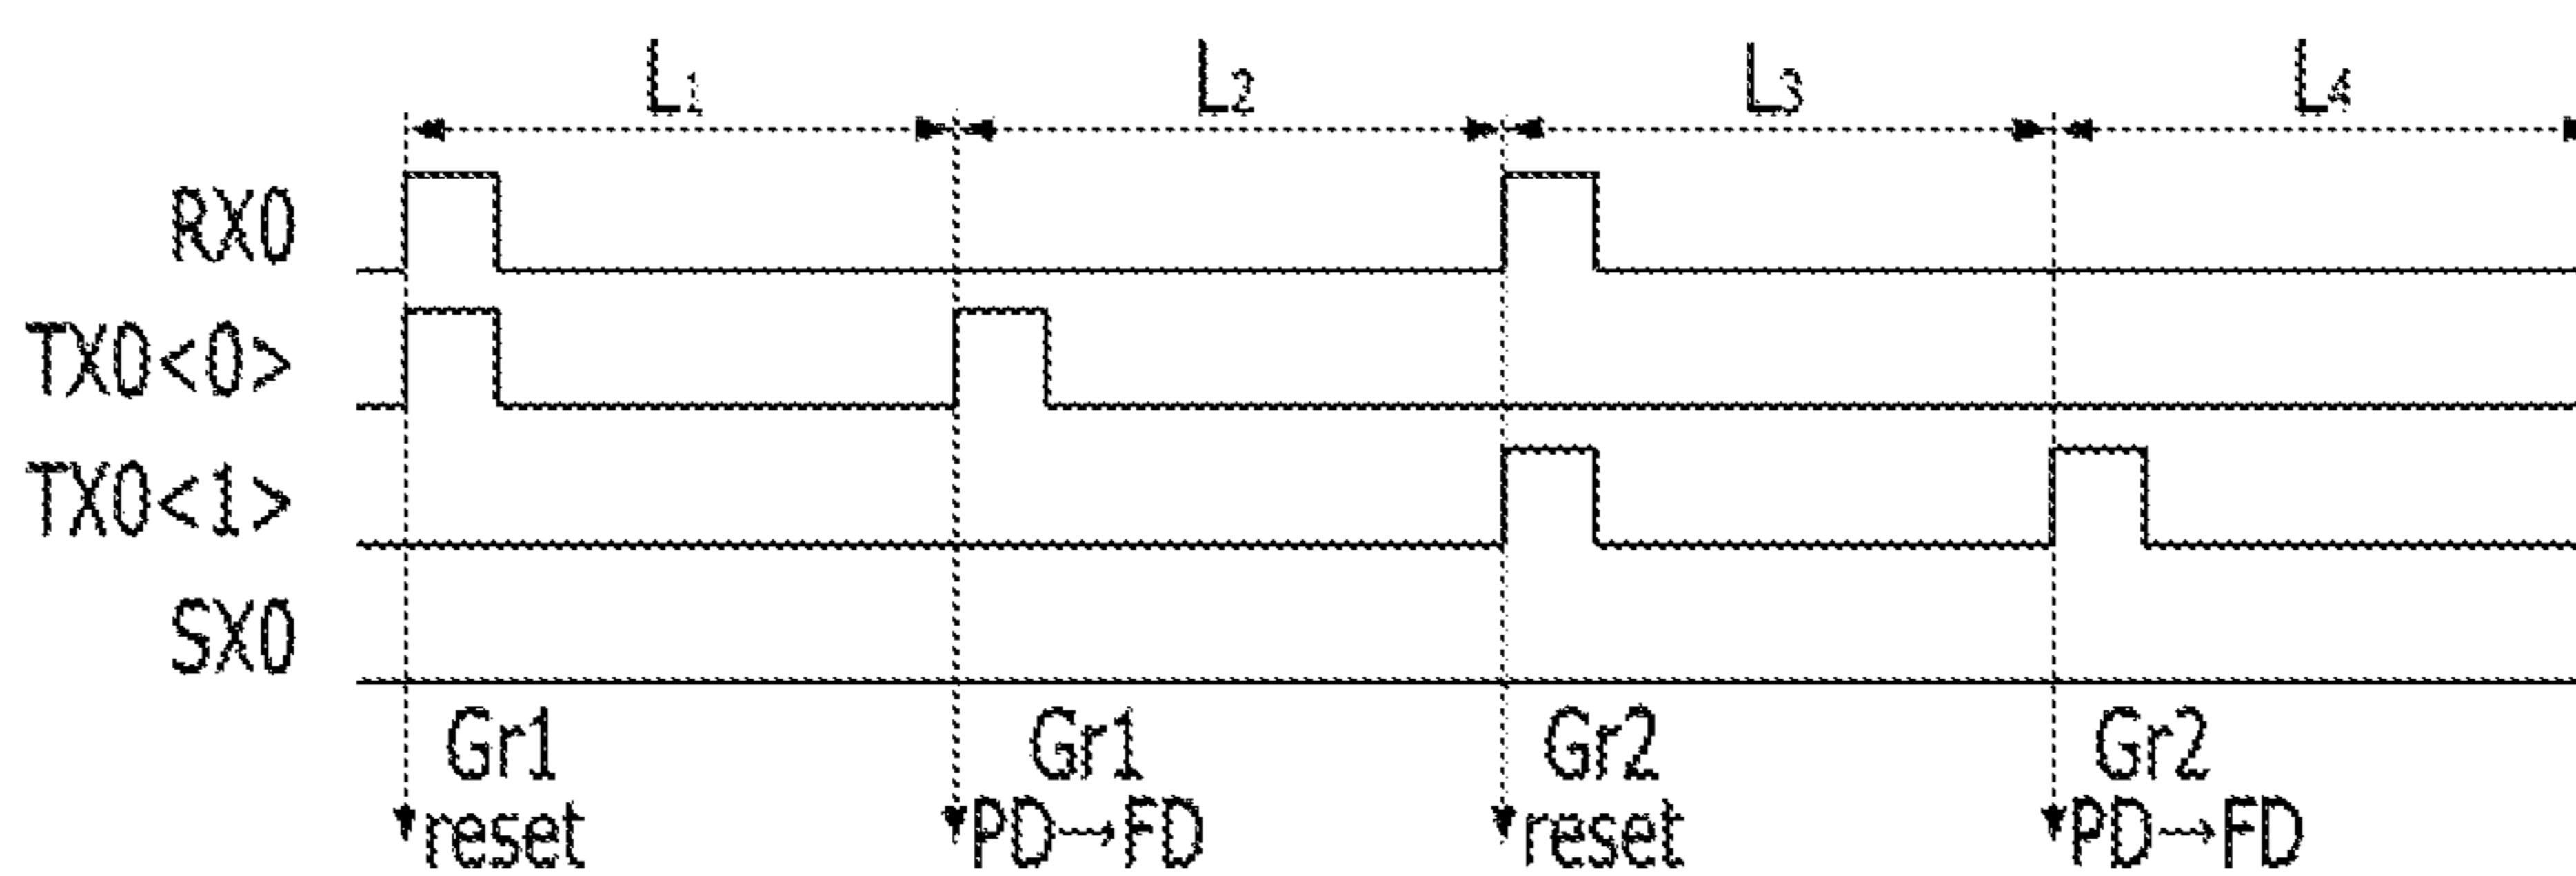 L1 L2 L3 L4
RX0
TX0<0>
TX0<1>
SX0
Gr1 Gr1 Gr2 Gr2
reset PD→FD reset PD→FD